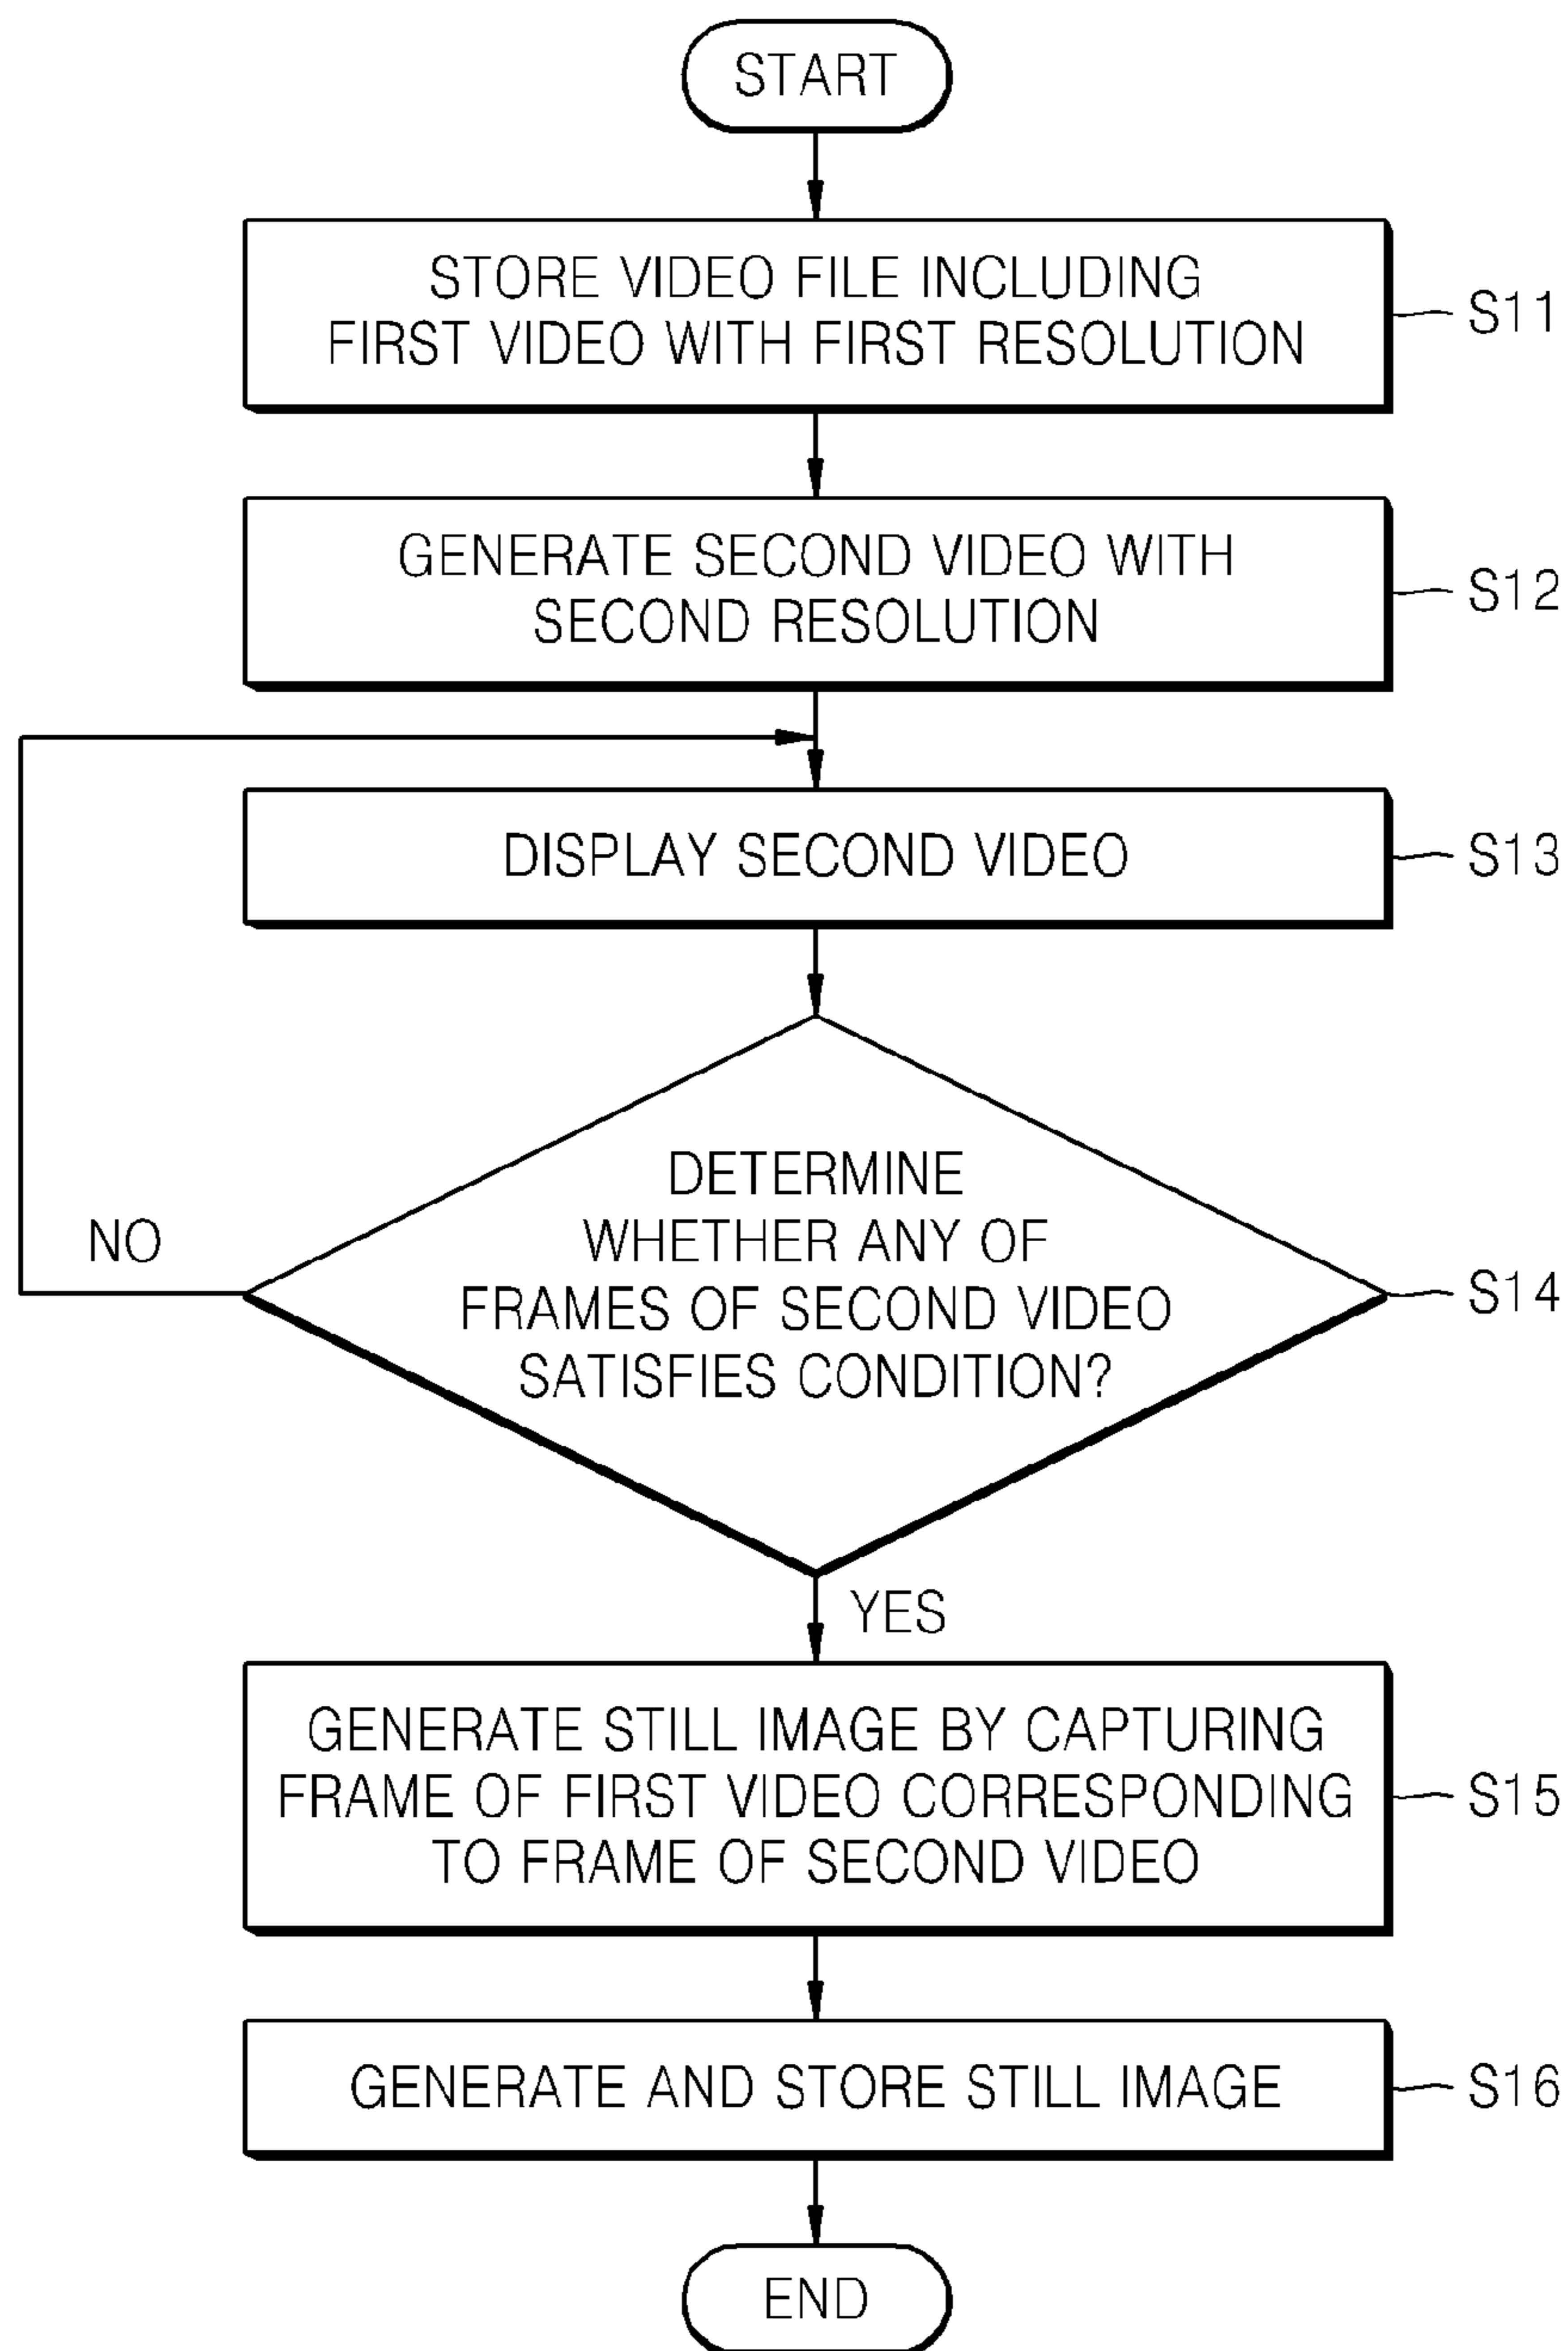 START
STORE VIDEO FILE INCLUDING
FIRST VIDEO WITH FIRST RESOLUTION
S11
GENERATE SECOND VIDEO WITH
SECOND RESOLUTION
S12
DISPLAY SECOND VIDEO
S13
DETERMINE
WHETHER ANY OF
FRAMES OF SECOND VIDEO
SATISFIES CONDITION?
S14
NO
YES
GENERATE STILL IMAGE BY CAPTURING
FRAME OF FIRST VIDEO CORRESPONDING
TO FRAME OF SECOND VIDEO
S15
GENERATE AND STORE STILL IMAGE
S16
END